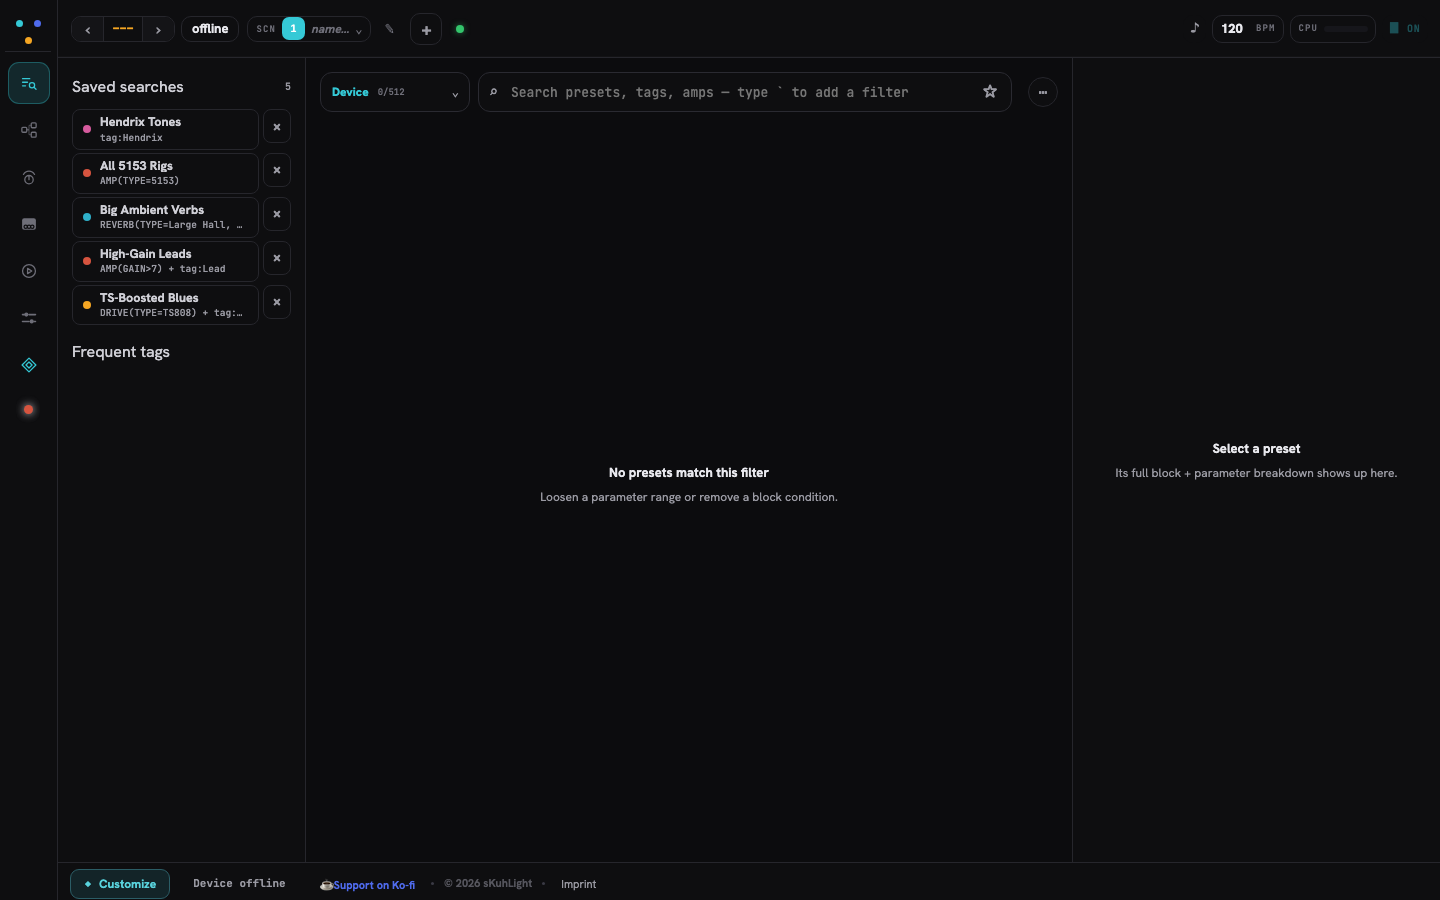 ---
offline
SCN 1 name...
120 BPM
CPU
ON
Saved searches 5
Hendrix Tones
tag:Hendrix
All 5153 Rigs
AMP(TYPE=5153)
Big Ambient Verbs
REVERB(TYPE=Large Hall, …
High-Gain Leads
AMP(GAIN>7) + tag:Lead
TS-Boosted Blues
DRIVE(TYPE=TS808) + tag:…
Frequent tags
Device 0/512
Search presets, tags, amps — type ` to add a filter
No presets match this filter
Loosen a parameter range or remove a block condition.
Select a preset
Its full block + parameter breakdown shows up here.
Customize
Device offline
☕Support on Ko-fi • © 2026 sKuhLight • Imprint